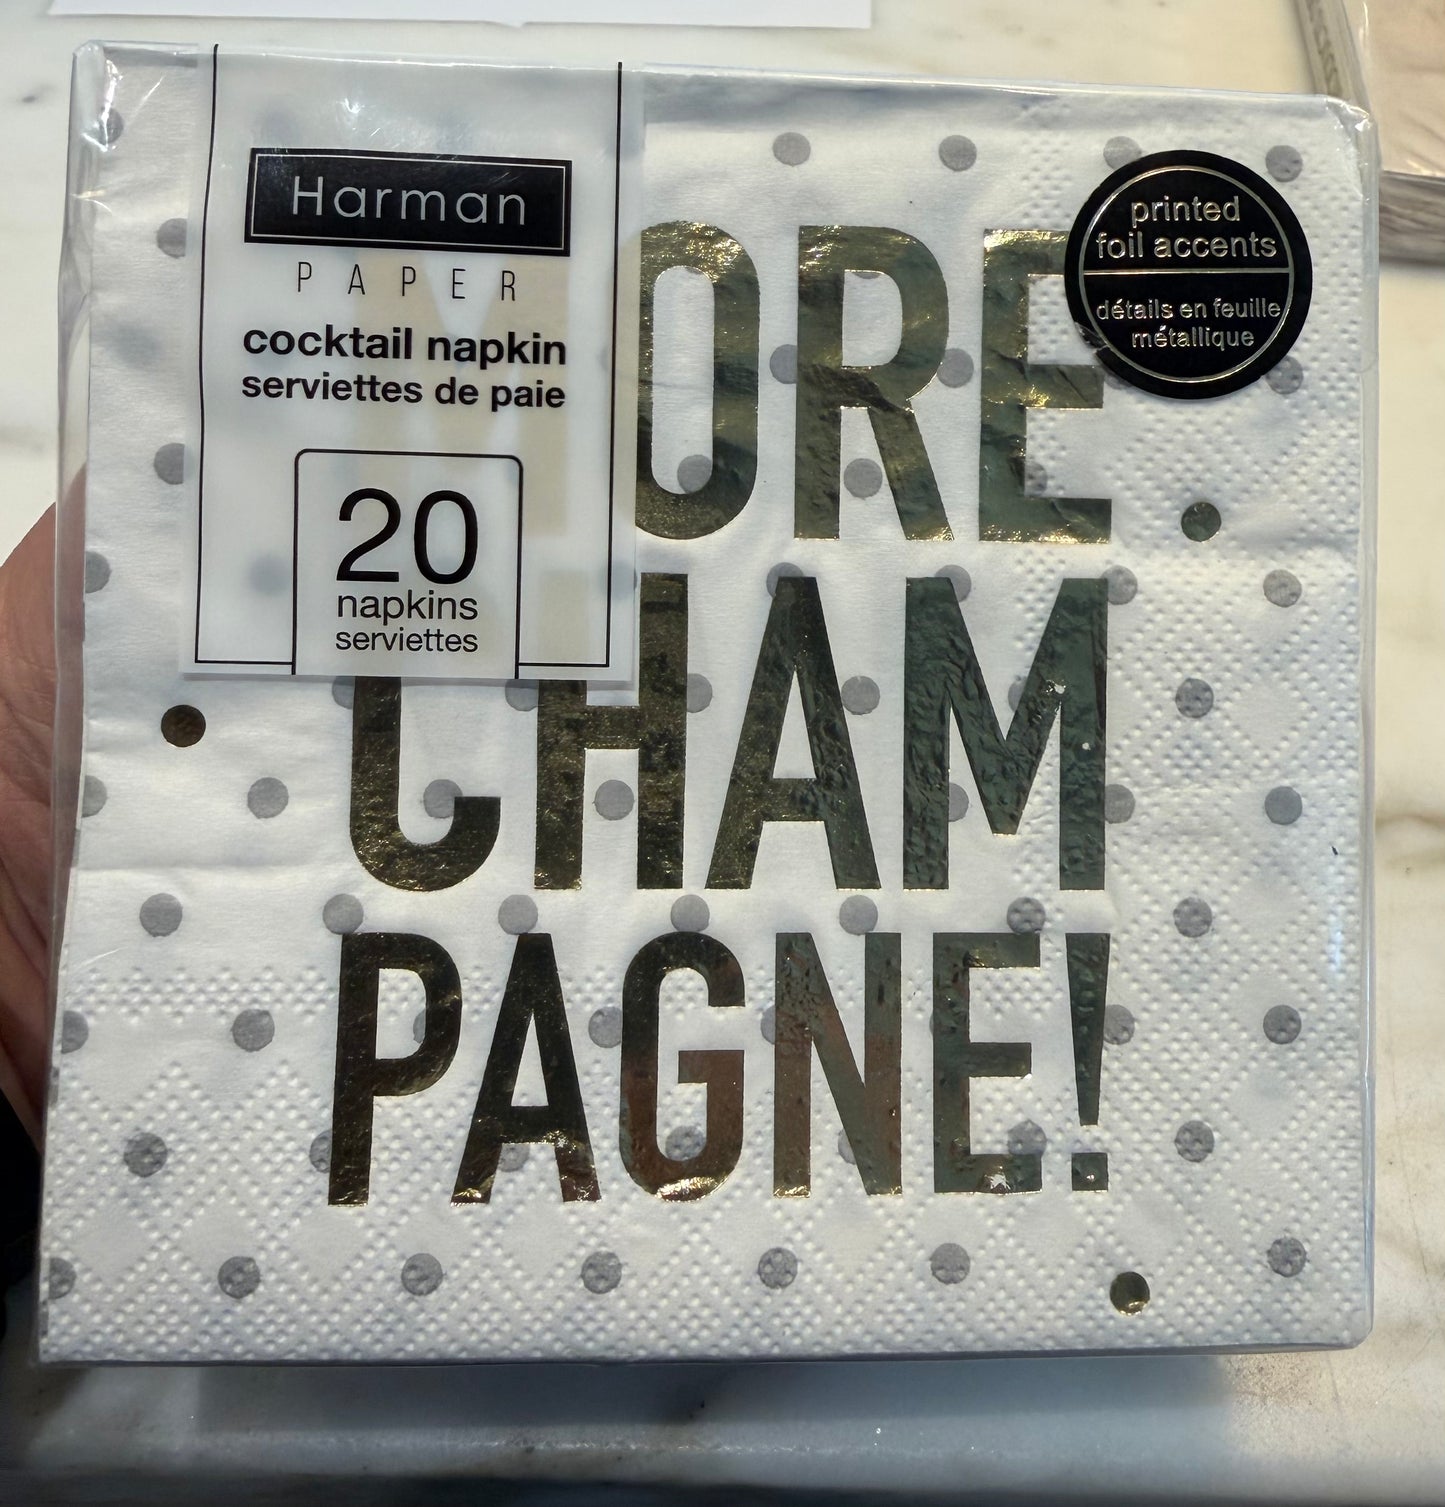 Harman
PAPER
cocktail napkin
serviettes de paie
20
napkins
serviettes
printed
foil accents
détails en feuille
métallique
MORE
CHAM
PAGNE!